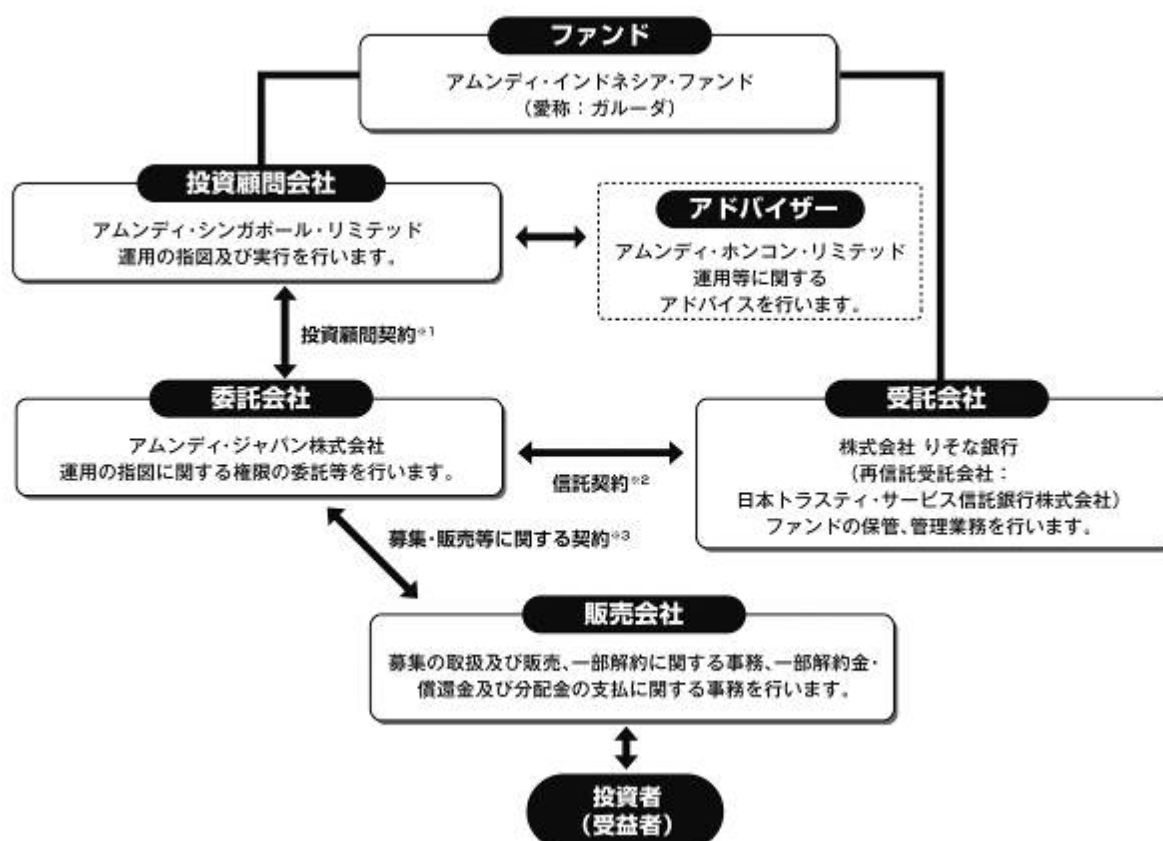 ファンド
アムンディ・インドネシア・ファンド
（愛称：ガルーダ）
投資顧問会社
アムンディ・シンガポール・リミテッド
運用の指図及び実行を行います。
アドバイザー
アムンディ・ホンコン・リミテッド
運用等に関する
アドバイスを行います。
投資顧問契約※1
委託会社
アムンディ・ジャパン株式会社
運用の指図に関する権限の委託等を行います。
信託契約※2
受託会社
株式会社 りそな銀行
（再信託受託会社：
日本トラスティ・サービス信託銀行株式会社）
ファンドの保管、管理業務を行います。
募集・販売等に関する契約※3
販売会社
募集の取扱及び販売、一部解約に関する事務、一部解約金・
償還金及び分配金の支払に関する事務を行います。
投資者
（受益者）